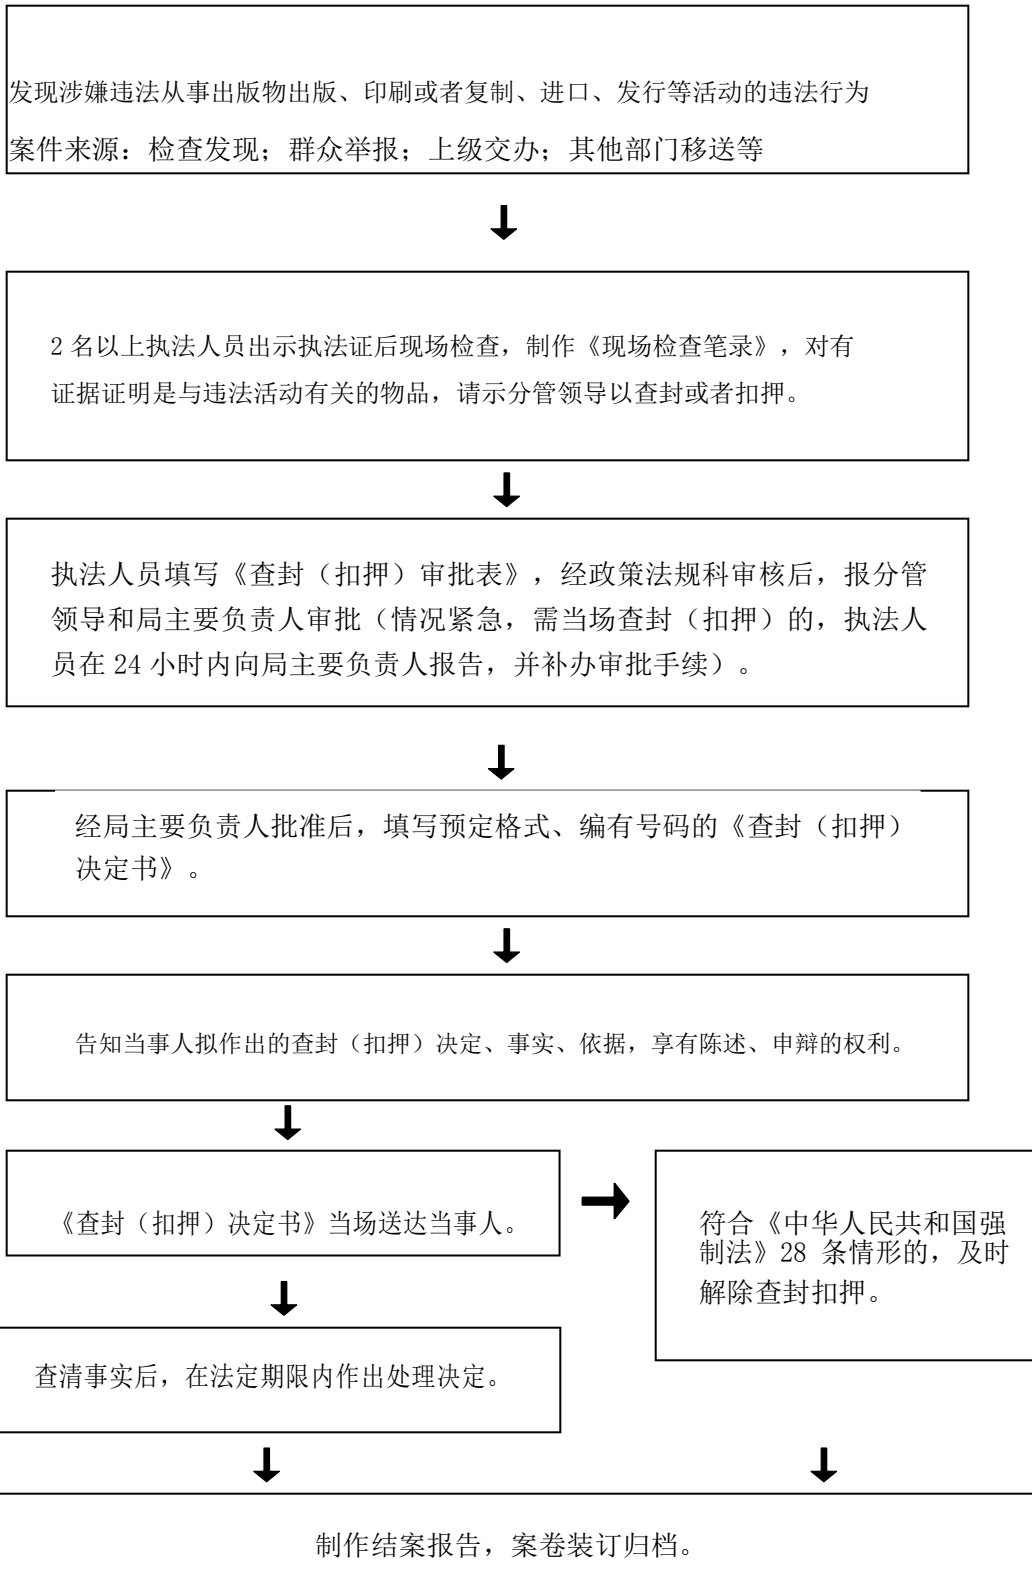 发现涉嫌违法从事出版物出版、印刷或者复制、进口、发行等活动的违法行为
案件来源：检查发现；群众举报；上级交办；其他部门移送等
2 名以上执法人员出示执法证后现场检查，制作《现场检查笔录》，对有
证据证明是与违法活动有关的物品，请示分管领导以查封或者扣押。
执法人员填写《查封（扣押）审批表》，经政策法规科审核后，报分管
领导和局主要负责人审批（情况紧急，需当场查封（扣押）的，执法人
员在 24 小时内向局主要负责人报告，并补办审批手续）。
经局主要负责人批准后，填写预定格式、编有号码的《查封（扣押）
决定书》。
告知当事人拟作出的查封（扣押）决定、事实、依据，享有陈述、申辩的权利。
《查封（扣押）决定书》当场送达当事人。
符合《中华人民共和国强
制法》28 条情形的，及时
解除查封扣押。
查清事实后，在法定期限内作出处理决定。
制作结案报告，案卷装订归档。